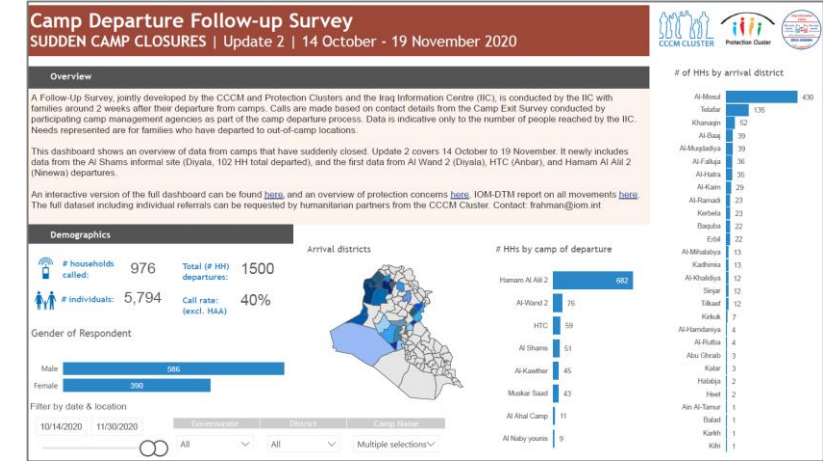 Camp Departure Follow-up Survey
SUDDEN CAMP CLOSURES | Update 2 | 14 October - 19 November 2020
CCCM CLUSTER
Protection Cluster
Overview
A Follow-Up Survey, jointly developed by the CCCM and Protection Clusters and the Iraq Information Centre (IIC), is conducted by the IIC with
families around 2 weeks after their departure from camps. Calls are made based on contact details from the Camp Exit Survey conducted by
participating camp management agencies as part of the camp departure process. Data is indicative only to the number of people reached by the IIC.
Needs represented are for families who have departed to out-of-camp locations.
This dashboard shows an overview of data from camps that have suddenly closed. Update 2 covers 14 October to 19 November. It newly includes
data from the Al Shams informal site (Diyala, 102 HH total departed), and the first data from Al Wand 2 (Diyala), HTC (Anbar), and Hamam Al Alil 2
(Ninewa) departures.
An interactive version of the full dashboard can be found here, and an overview of protection concerns here. IOM-DTM report on all movements here.
The full dataset including individual referrals can be requested by humanitarian partners from the CCCM Cluster. Contact: frahman@iom.int
Demographics
# households called: 976
Total (# HH) departures: 1500
# individuals: 5,794
Call rate: (excl. HAA) 40%
Gender of Respondent
Male 586
Female 390
Filter by date & location
10/14/2020 11/30/2020
Governorate District Camp Name
All All Multiple selections
Arrival districts
# HHs by camp of departure
Hamam Al Alil 2 682
Al-Wand 2 76
HTC 59
Al Shams 51
Al-Kawther 45
Muskar Saad 43
Al Ahal Camp 11
Al Naby younis 9
# of HHs by arrival district
Al-Mosul 430
Telafar 135
Khanaqin 52
Al-Baaj 39
Al-Muqdadiya 39
Al-Falluja 36
Al-Hatra 35
Al-Kaim 29
Al-Ramadi 23
Kerbela 23
Baquba 22
Erbil 22
Al-Mihalabya 13
Kadhimia 13
Al-Khalidiya 12
Sinjar 12
Tilkaef 12
Kirkuk 7
Al-Hamdaniya 4
Al-Rutba 4
Abu Ghraib 3
Kalar 3
Halabja 2
Heet 2
Ain Al-Tamur 1
Balad 1
Karkh 1
Kifri 1